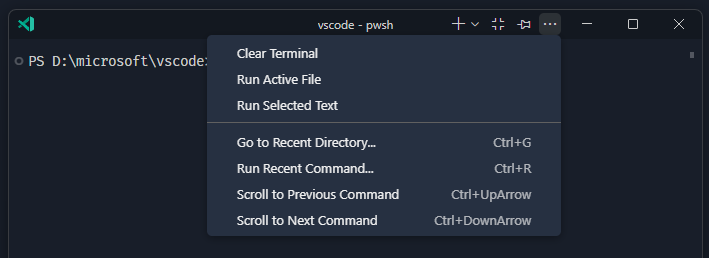 vscode - pwsh
PS D:\microsoft\vscode>
Clear Terminal
Run Active File
Run Selected Text
Go to Recent Directory... Ctrl+G
Run Recent Command... Ctrl+R
Scroll to Previous Command Ctrl+UpArrow
Scroll to Next Command Ctrl+DownArrow